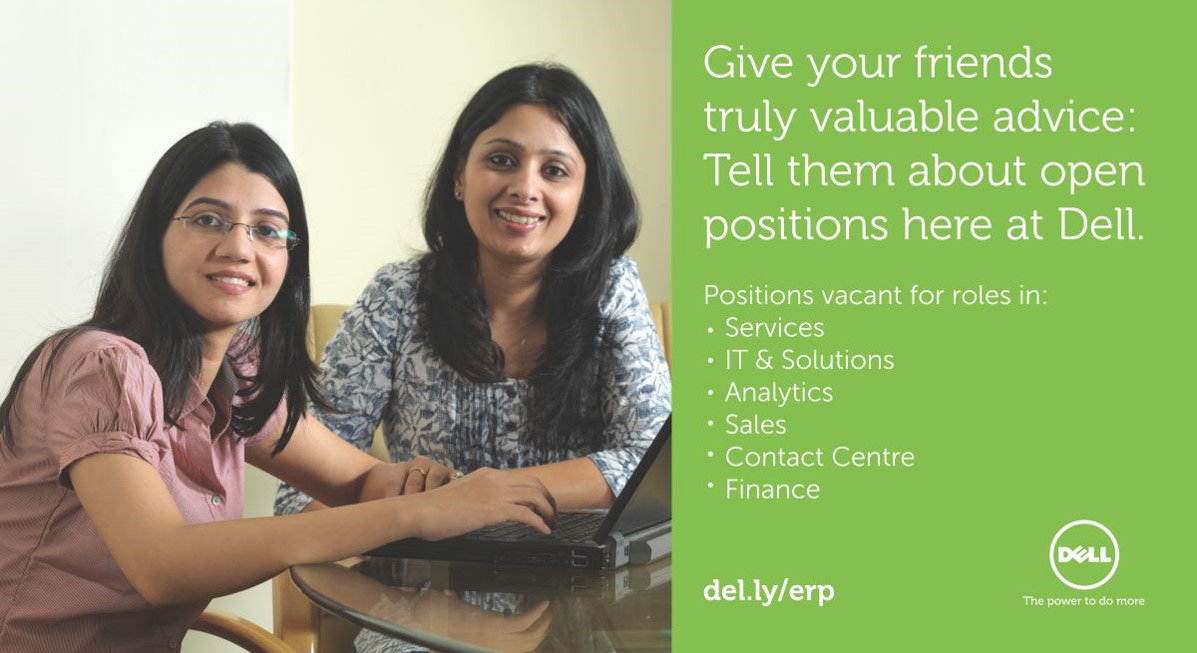 Give your friends
truly valuable advice:
Tell them about open
positions here at Dell.
Positions vacant for roles in:
• Services
• IT & Solutions
• Analytics
• Sales
• Contact Centre
• Finance
del.ly/erp
DELL
The power to do more